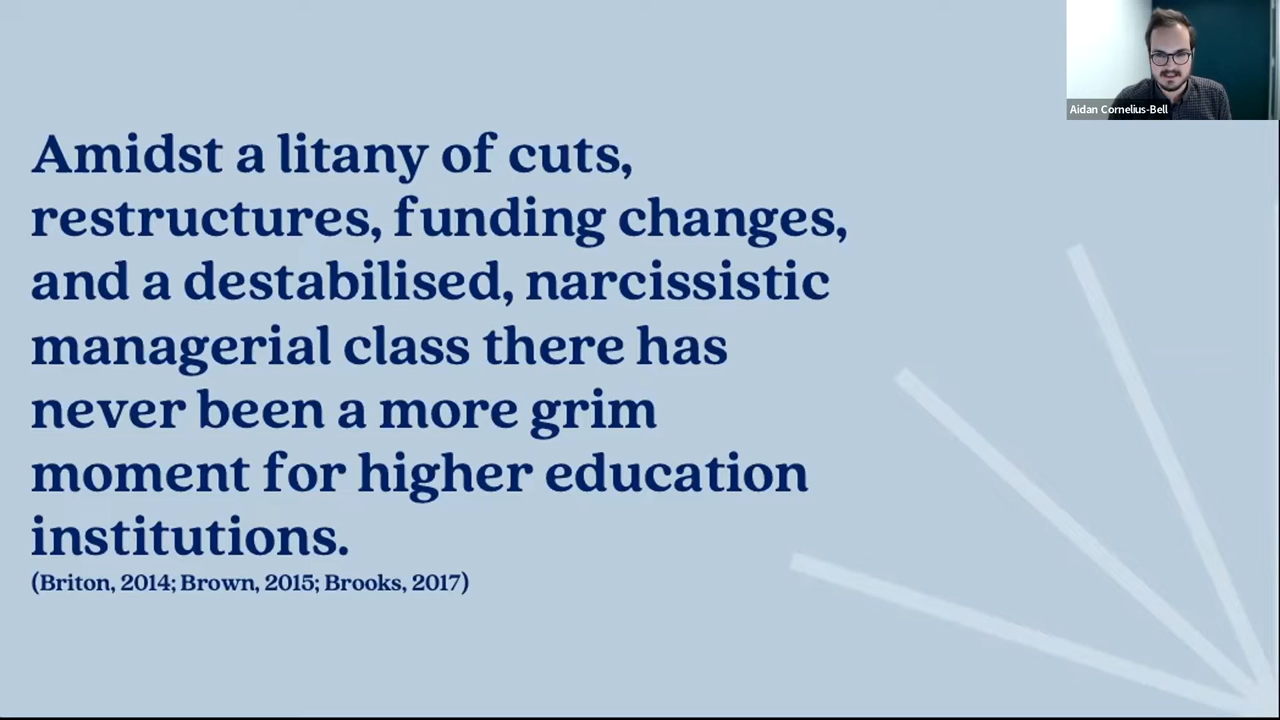 Aidan Cornelius-Bell
Amidst a litany of cuts,
restructures, funding changes,
and a destabilised, narcissistic
managerial class there has
never been a more grim
moment for higher education
institutions.
(Briton, 2014; Brown, 2015; Brooks, 2017)